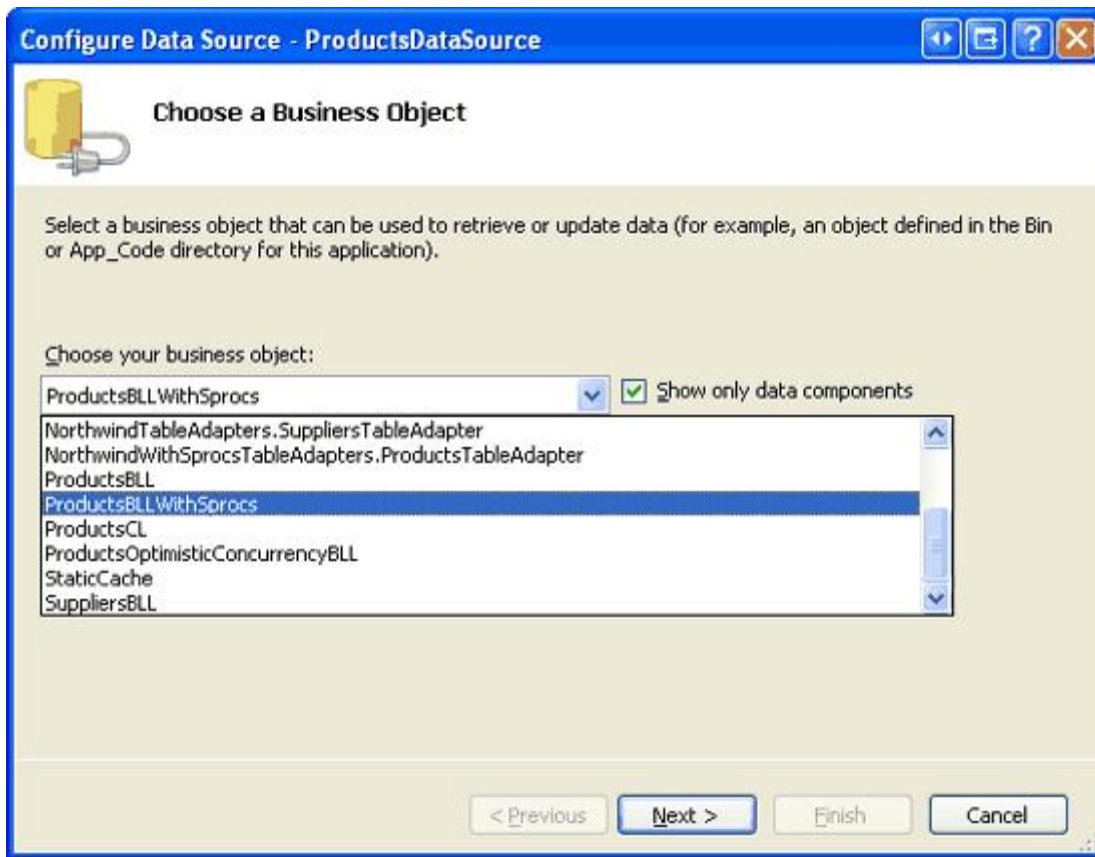 Configure Data Source - ProductsDataSource
Choose a Business Object
Select a business object that can be used to retrieve or update data (for example, an object defined in the Bin
or App_Code directory for this application).
Choose your business object:
ProductsBLLWithSprocs
Show only data components
NorthwindTableAdapters.SuppliersTableAdapter
NorthwindWithSprocsTableAdapters.ProductsTableAdapter
ProductsBLL
ProductsBLLWithSprocs
ProductsCL
ProductsOptimisticConcurrencyBLL
StaticCache
SuppliersBLL
< Previous
Next >
Finish
Cancel